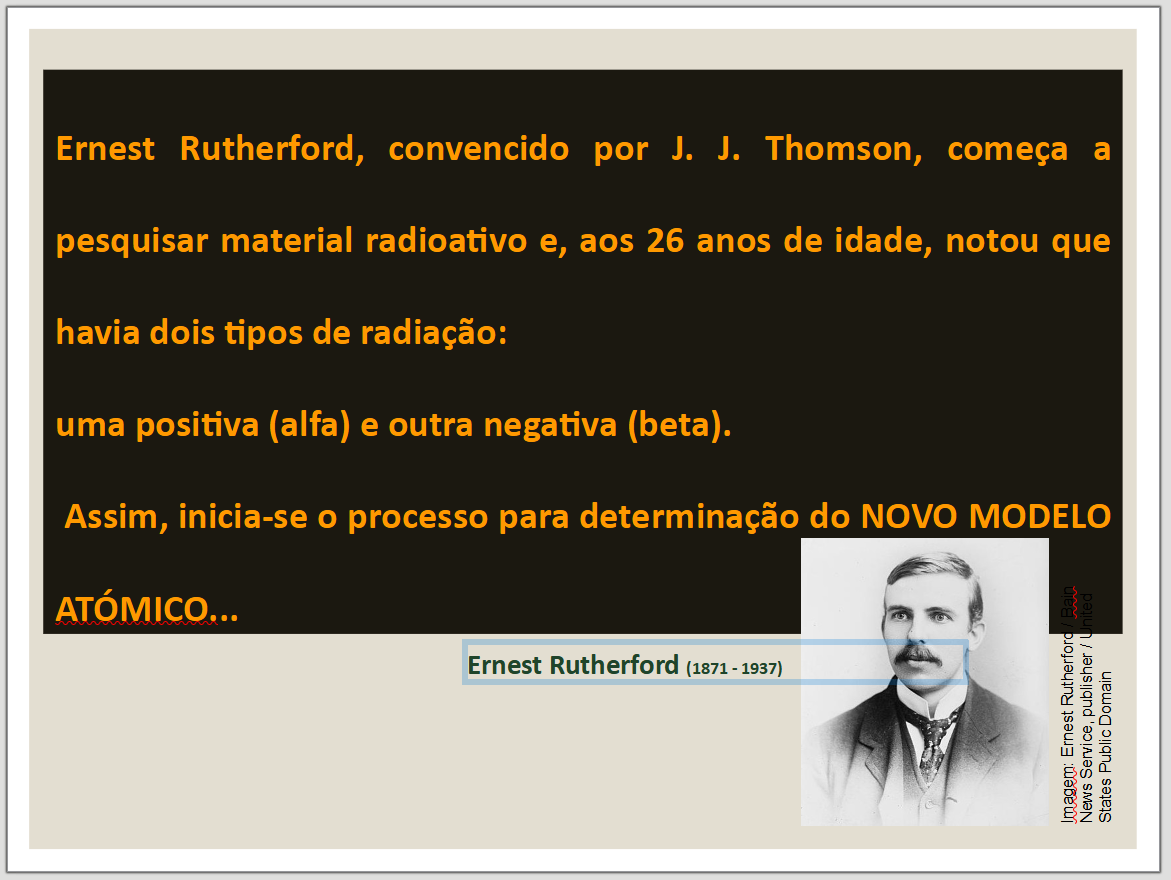 Ernest Rutherford, convencido por J. J. Thomson, começa a
pesquisar material radioativo e, aos 26 anos de idade, notou que
havia dois tipos de radiação:
uma positiva (alfa) e outra negativa (beta).
Assim, inicia-se o processo para determinação do NOVO MODELO
ATÓMICO...
Ernest Rutherford (1871 - 1937)
Imagem: Ernest Rutherford / Bain
News Service, publisher / United
States Public Domain